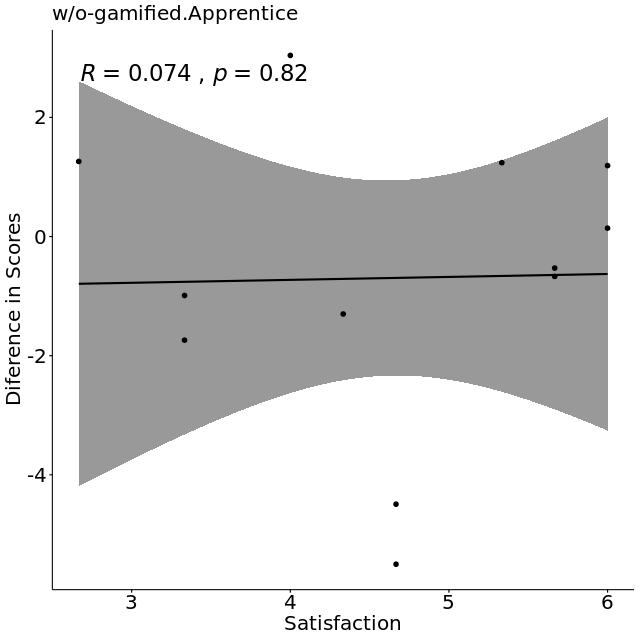 w/o-gamified.Apprentice
R = 0.074 , p = 0.82
2
0
-2
-4
Diference in Scores
3 4 5 6
Satisfaction